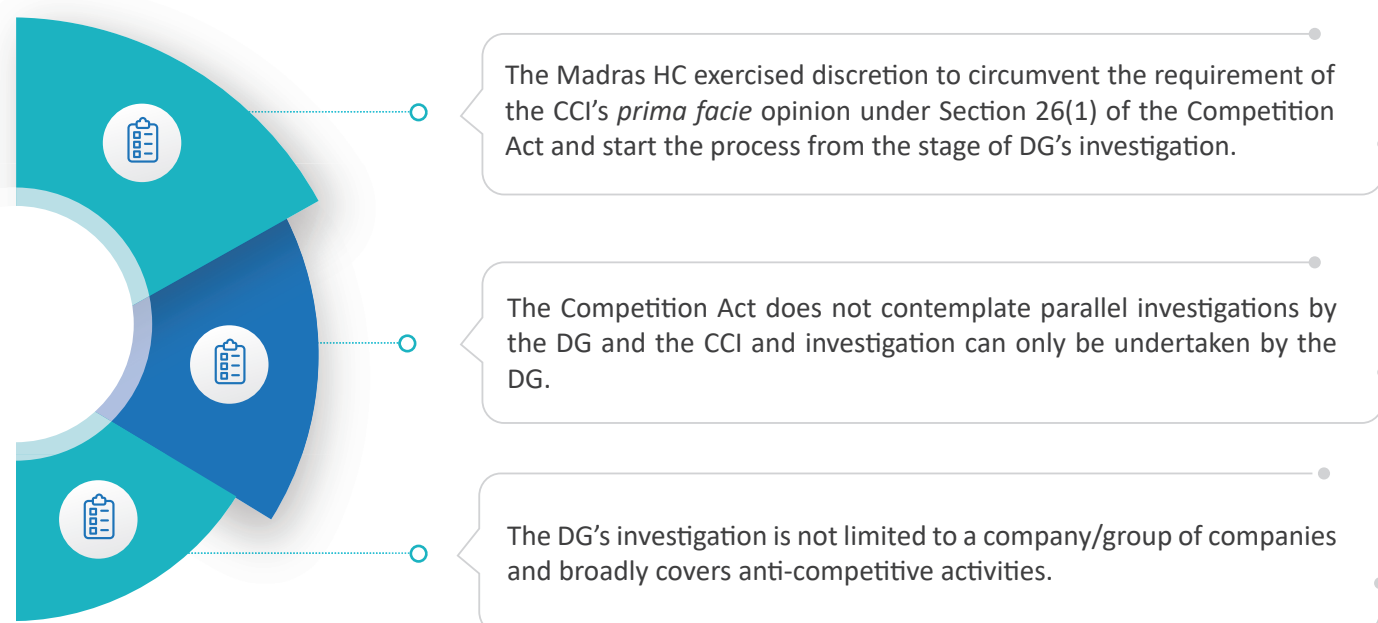 The Madras HC exercised discretion to circumvent the requirement of
the CCI’s prima facie opinion under Section 26(1) of the Competition
Act and start the process from the stage of DG’s investigation.
The Competition Act does not contemplate parallel investigations by
the DG and the CCI and investigation can only be undertaken by the
DG.
The DG’s investigation is not limited to a company/group of companies
and broadly covers anti-competitive activities.